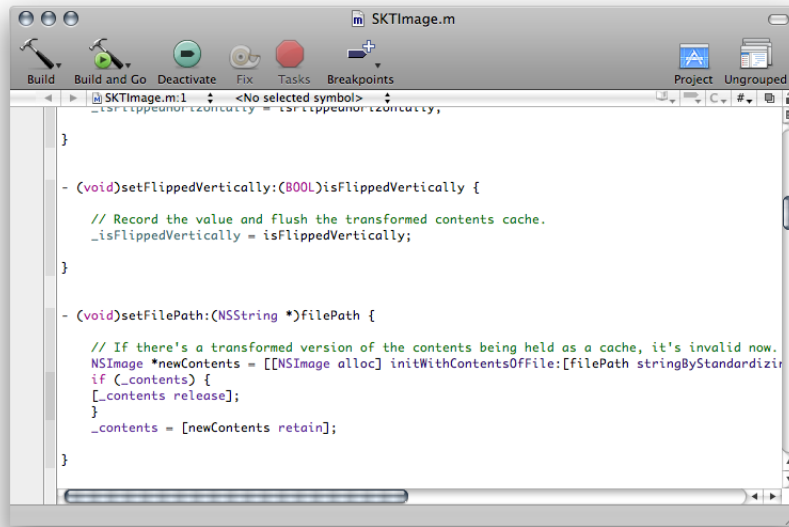 SKTImage.m
Build Build and Go Deactivate Fix Tasks Breakpoints Project Ungrouped
SKTImage.m:1 <No selected symbol> C #
_isFlippedHorizontally = isFlippedHorizontally;
}
- (void)setFlippedVertically:(BOOL)isFlippedVertically {
// Record the value and flush the transformed contents cache.
_isFlippedVertically = isFlippedVertically;
}
- (void)setFilePath:(NSString *)filePath {
// If there's a transformed version of the contents being held as a cache, it's invalid now.
NSImage *newContents = [[NSImage alloc] initWithContentsOfFile:[filePath stringByStandardizin
if (_contents) {
[_contents release];
}
_contents = [newContents retain];
}